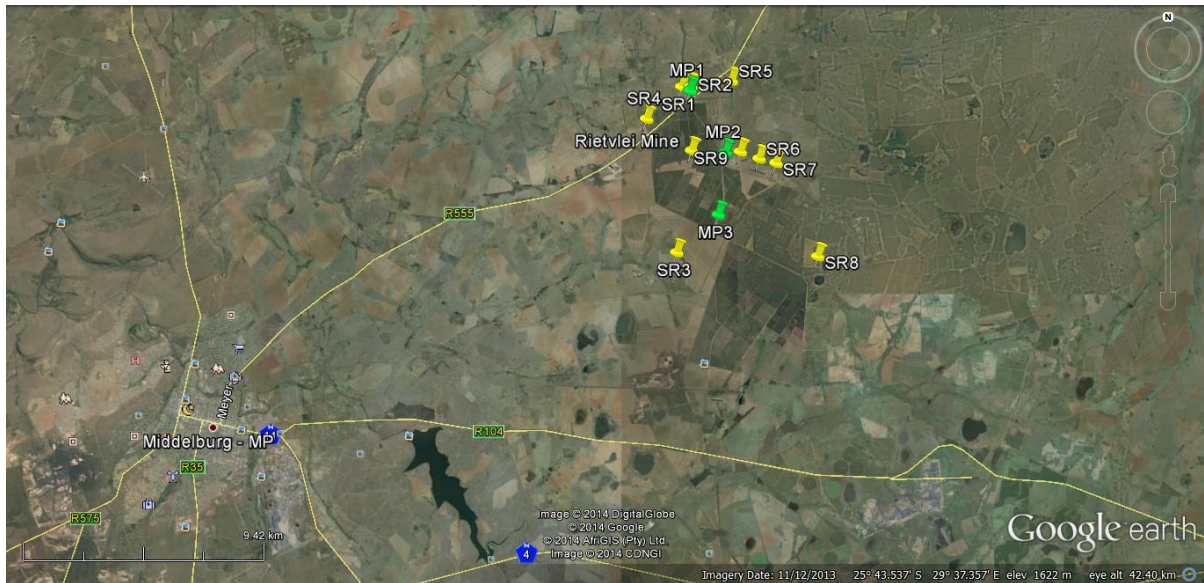 N
MP1
SR5
SR2
SR4
SR1
Rietvlei Mine
MP2
SR9
SR6
SR7
R555
MP3
SR3
SR8
Meyer
Middelburg - MP
R104
R35
R575
9.42 km
N
4
Image © 2014 DigitalGlobe
© 2014 Google
© 2014 AfriGIS (Pty) Ltd.
Image © 2014 CDNGI
Google earth
Imagery Date: 11/12/2013 25° 43.537' S 29° 37.357' E elev 1622 m eye alt 42.40 km